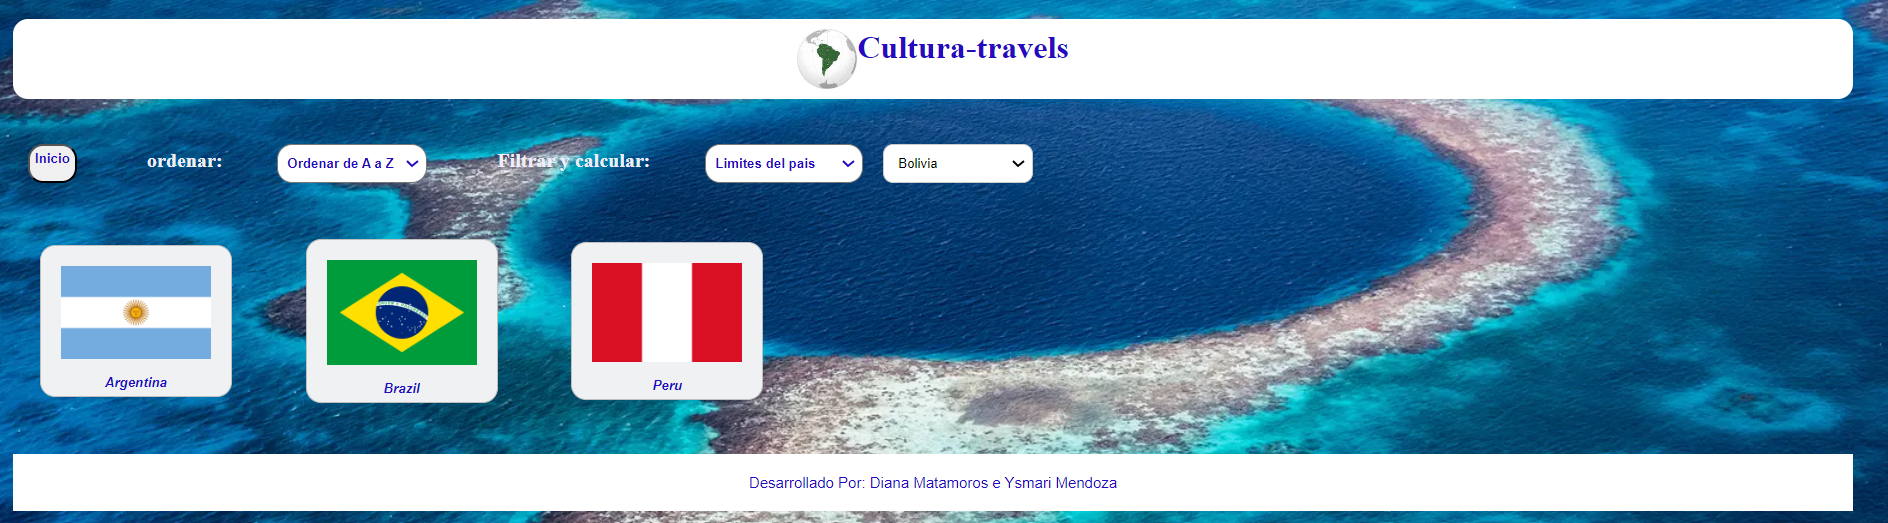 Cultura-travels
Inicio
ordenar:
Ordenar de A a Z
Filtrar y calcular:
Limites del pais
Bolivia
Argentina
Brazil
Peru
Desarrollado Por: Diana Matamoros e Ysmari Mendoza